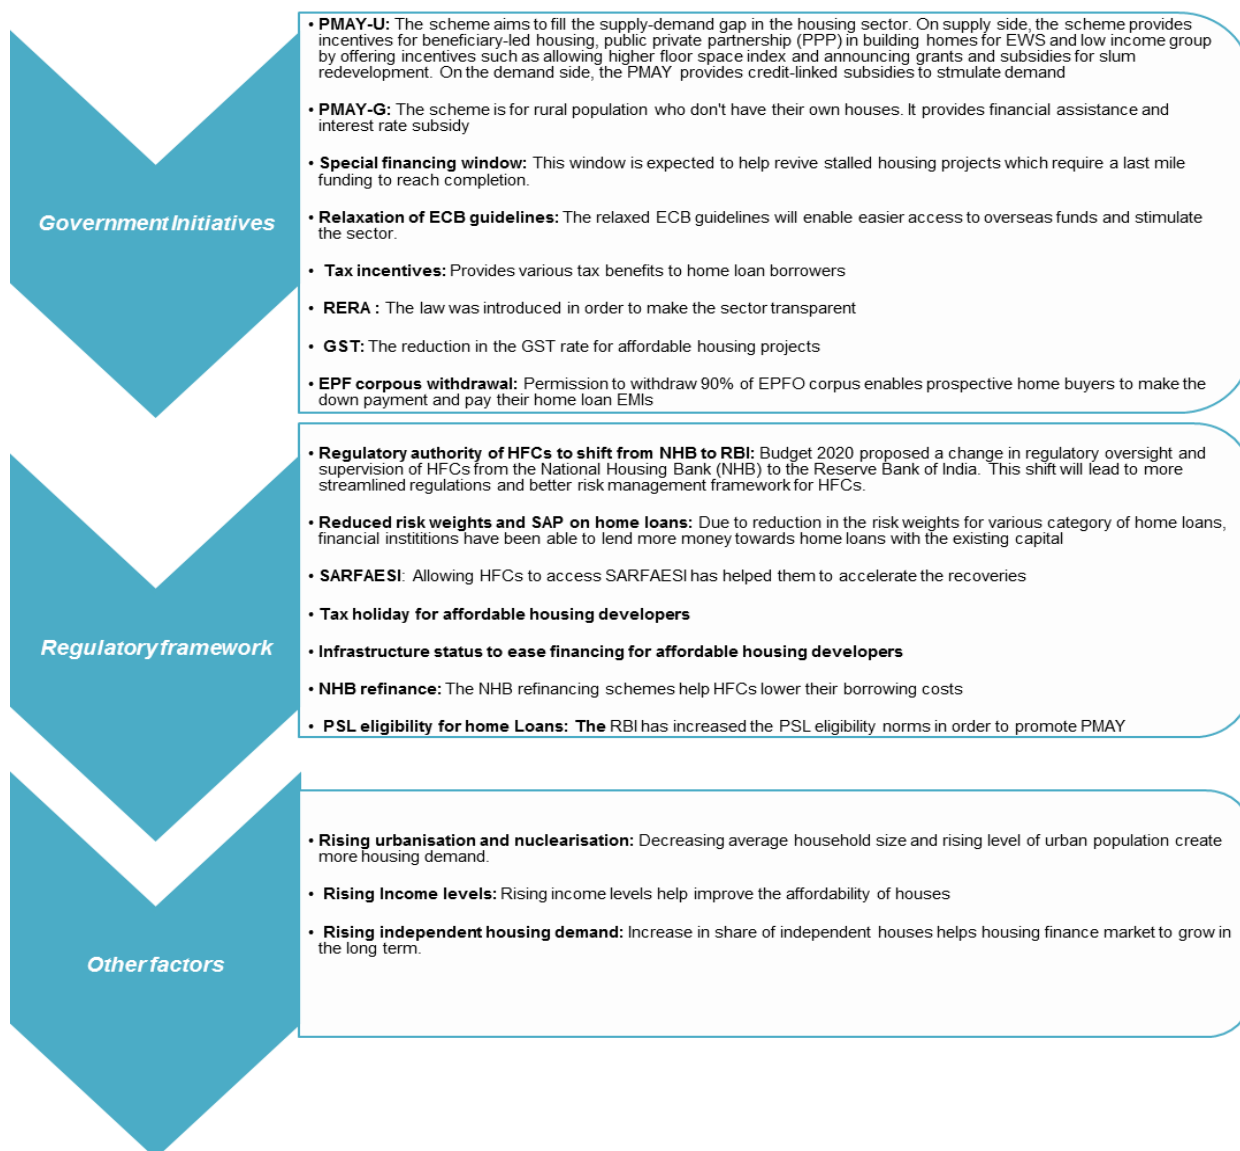 • PMAY-U: The scheme aims to fill the supply-demand gap in the housing sector. On supply side, the scheme provides
incentives for beneficiary-led housing, public private partnership (PPP) in building homes for EWS and low income group
by offering incentives such as allowing higher floor space index and announcing grants and subsidies for slum
redevelopment. On the demand side, the PMAY provides credit-linked subsidies to stmulate demand
• PMAY-G: The scheme is for rural population who don't have their own houses. It provides financial assistance and
interest rate subsidy
• Special financing window: This window is expected to help revive stalled housing projects which require a last mile
funding to reach completion.
Government Initiatives
• Relaxation of ECB guidelines: The relaxed ECB guidelines will enable easier access to overseas funds and stimulate
the sector.
• Tax incentives: Provides various tax benefits to home loan borrowers
• RERA : The law was introduced in order to make the sector transparent
• GST: The reduction in the GST rate for affordable housing projects
• EPF corpous withdrawal: Permission to withdraw 90% of EPFO corpus enables prospective home buyers to make the
down payment and pay their home loan EMIs
• Regulatory authority of HFCs to shift from NHB to RBI: Budget 2020 proposed a change in regulatory oversight and
supervision of HFCs from the National Housing Bank (NHB) to the Reserve Bank of India. This shift will lead to more
streamlined regulations and better risk management framework for HFCs.
• Reduced risk weights and SAP on home loans: Due to reduction in the risk weights for various category of home loans,
financial instititions have been able to lend more money towards home loans with the existing capital
• SARFAESI: Allowing HFCs to access SARFAESI has helped them to accelerate the recoveries
• Tax holiday for affordable housing developers
Regulatory framework
• Infrastructure status to ease financing for affordable housing developers
• NHB refinance: The NHB refinancing schemes help HFCs lower their borrowing costs
• PSL eligibility for home Loans: The RBI has increased the PSL eligibility norms in order to promote PMAY
• Rising urbanisation and nuclearisation: Decreasing average household size and rising level of urban population create
more housing demand.
• Rising Income levels: Rising income levels help improve the affordability of houses
• Rising independent housing demand: Increase in share of independent houses helps housing finance market to grow in
the long term.
Other factors